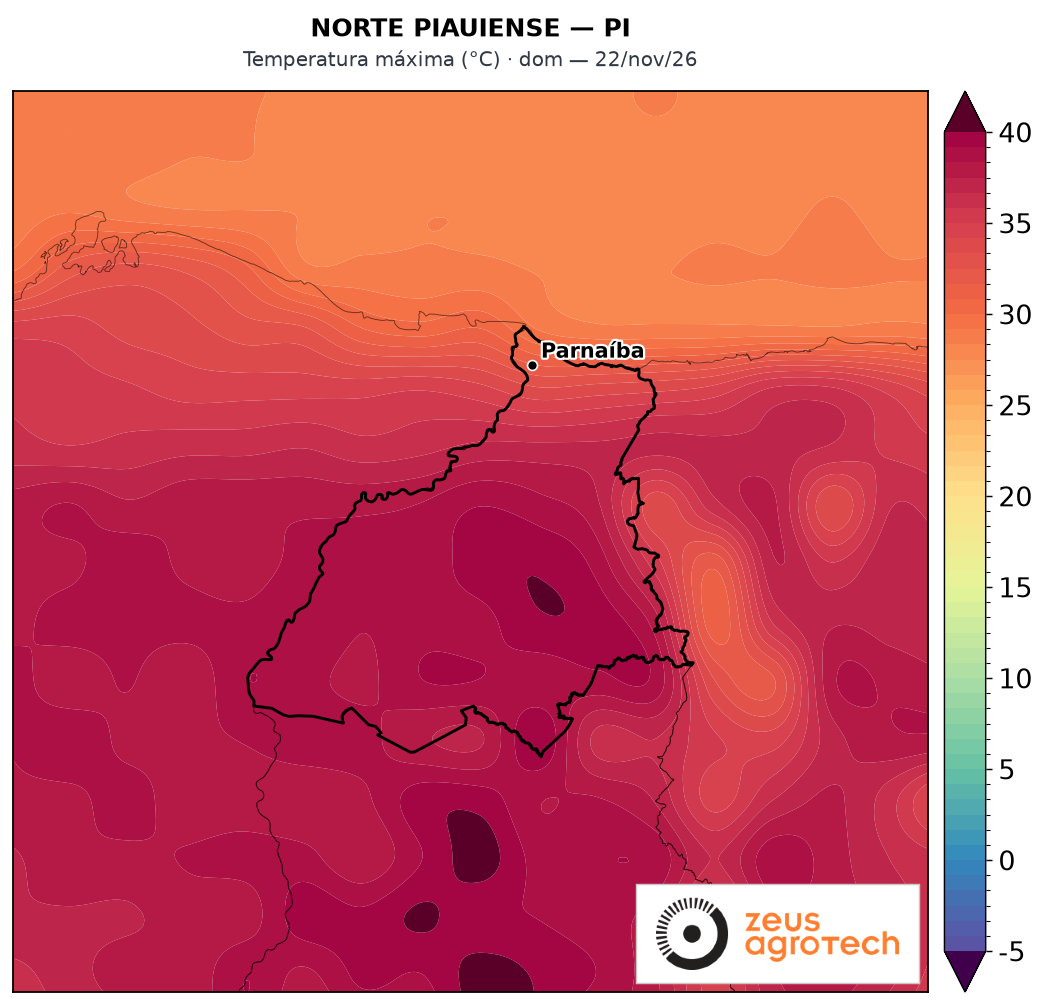 NORTE PIAUIENSE — PI
Temperatura máxima (°C) · dom — 22/nov/26
Parnaíba
40
35
30
25
20
15
10
5
0
-5
zeus
agrotech